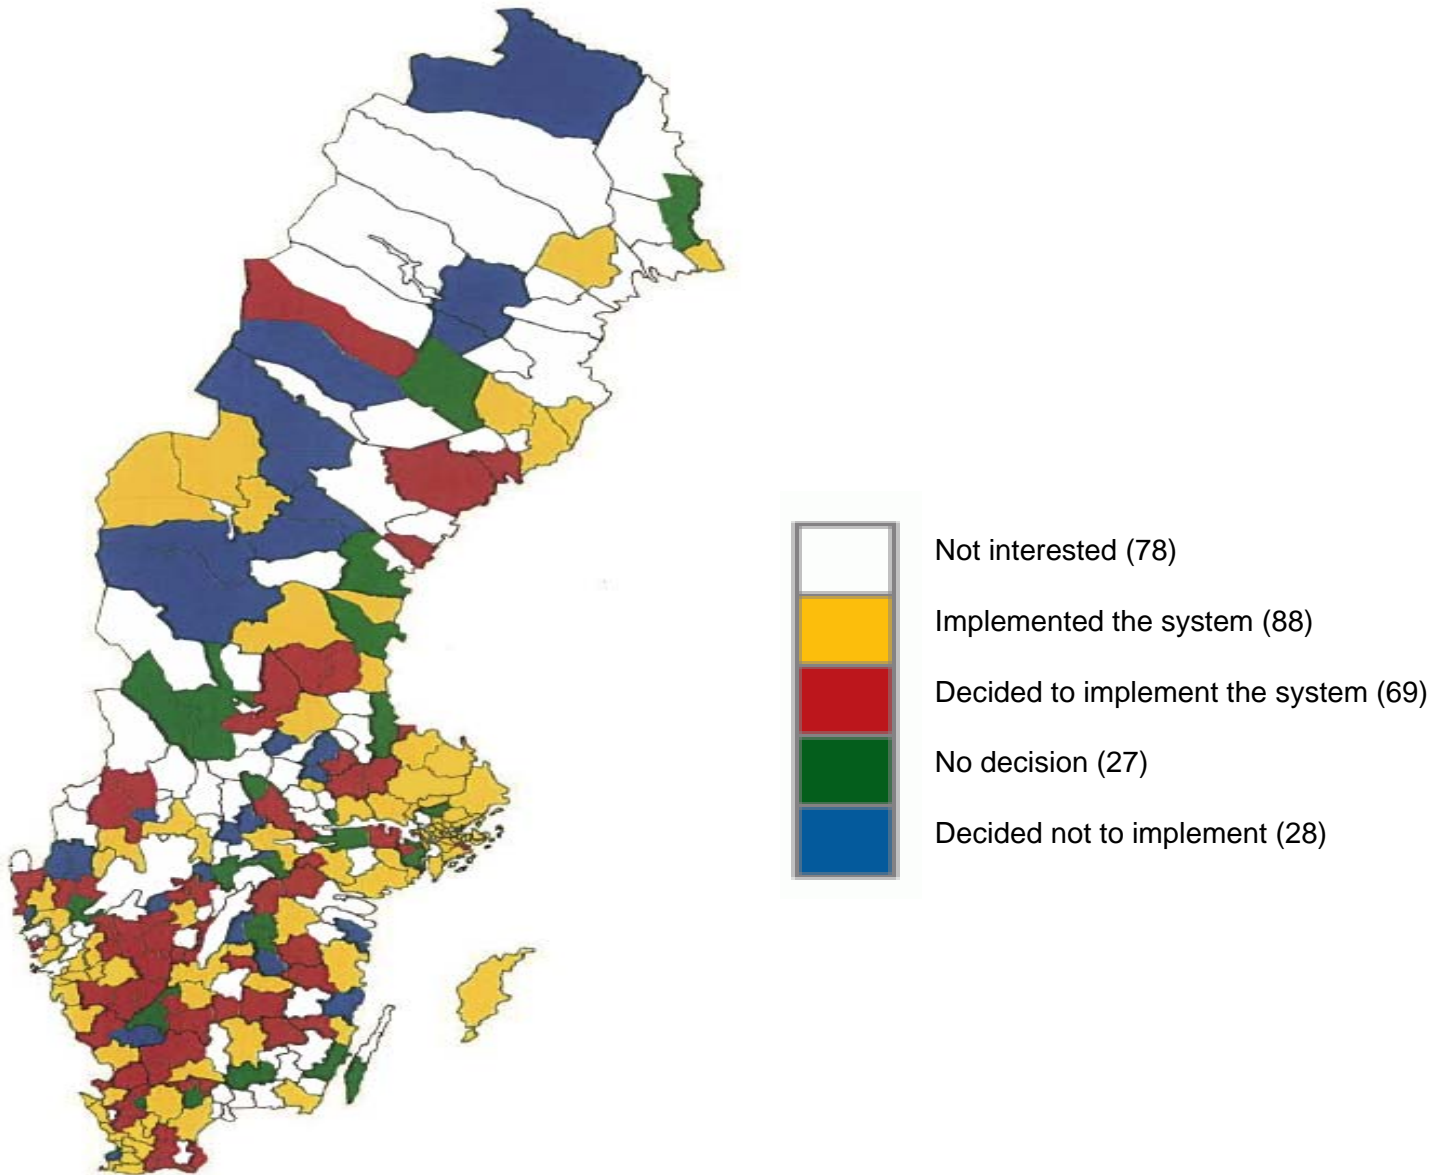 Not interested (78)
Implemented the system (88)
Decided to implement the system (69)
No decision (27)
Decided not to implement (28)